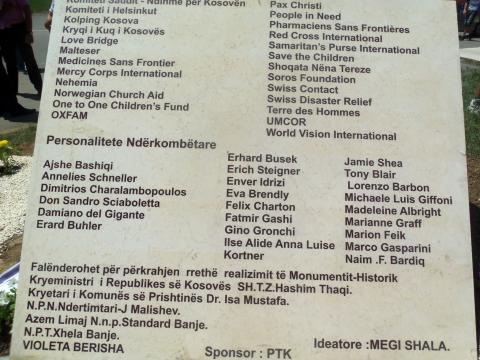 Komiteti Saudit - Ndihmë për Kosovën
Komiteti i Helsinkut
Kolping Kosova
Kryqi i Kuq i Kosovës
Love Bridge
Malteser
Medicines Sans Frontier
Mercy Corps International
Nehemia
Norwegian Church Aid
One to One Children's Fund
OXFAM
Pax Christi
People in Need
Pharmaciens Sans Frontières
Red Cross International
Samaritan's Purse International
Save the Children
Shoqata Nëna Tereze
Soros Foundation
Swiss Contact
Swiss Disaster Relief
Terre des Hommes
UMCOR
World Vision International
Personalitete Ndërkombëtare
Ajshe Bashiqi
Annelies Schneller
Dimitrios Charalambopoulos
Don Sandro Sciaboletta
Damiano del Gigante
Erard Buhler
Erhard Busek
Erich Steigner
Enver Idrizi
Eva Brendly
Felix Charton
Fatmir Gashi
Gino Gronchi
Ilse Alide Anna Luise
Kortner
Jamie Shea
Tony Blair
Lorenzo Barbon
Michaele Luis Giffoni
Madeleine Albright
Marianne Graff
Marion Feik
Marco Gasparini
Naim .F. Bardiq
Falënderohet për përkrahjen rrethë realizimit të Monumentit-Historik
Kryeministri i Republikes së Kosovës SH.T.Z.Hashim Thaqi.
Kryetari i Komunës së Prishtinës Dr. Isa Mustafa.
N.P.N.Ndertimtari-J Malishev.
Azem Limaj N.n.p.Standard Banje.
N.P.T.Xhela Banje.
VIOLETA BERISHA
Sponsor : PTK
Ideatore :MEGI SHALA.